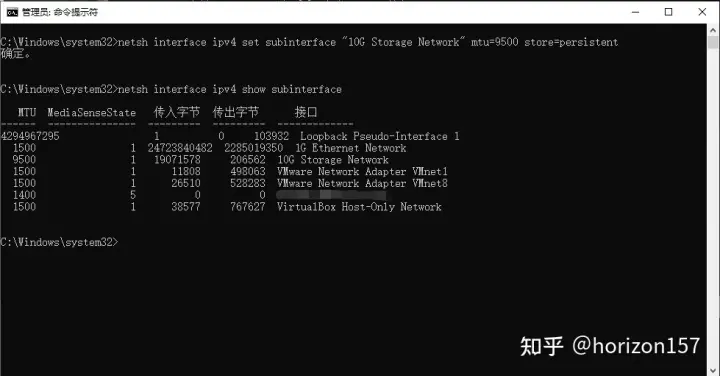 管理员: 命令提示符
C:\Windows\system32>netsh interface ipv4 set subinterface "10G Storage Network" mtu=9500 store=persistent
确定。
C:\Windows\system32>netsh interface ipv4 show subinterface
MTU  MediaSenseState  传入字节  传出字节  接口
------  ---------------  ---------  ---------  -------------
4294967295  1  0  103932  Loopback Pseudo-Interface 1
1500  1  24723840482  2285019350  1G Ethernet Network
9500  1  19071578  206562  10G Storage Network
1500  1  11808  498063  VMware Network Adapter VMnet1
1500  1  26510  528283  VMware Network Adapter VMnet8
1400  5  0  0
1500  1  38577  767627  VirtualBox Host-Only Network
C:\Windows\system32>
知乎 @horizon157